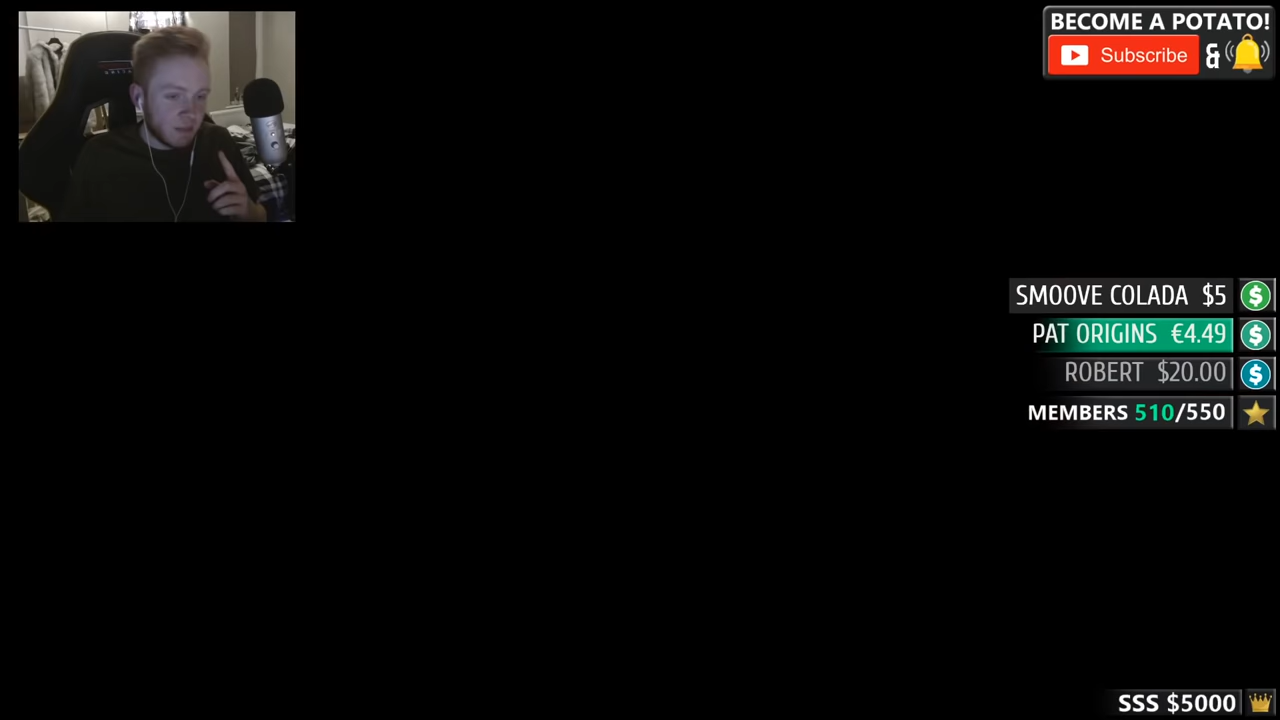 BECOME A POTATO!
Subscribe &
SMOOVE COLADA $5
PAT ORIGINS €4.49
ROBERT $20.00
MEMBERS 510/550
SSS $5000